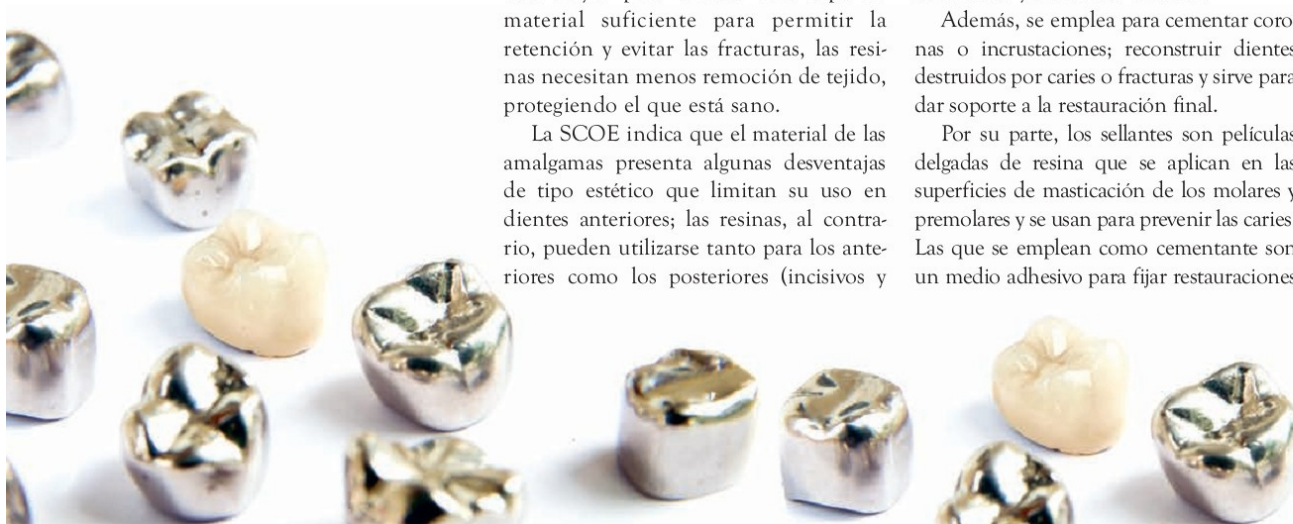 material suficiente para permitir la
retención y evitar las fracturas, las resi-
nas necesitan menos remoción de tejido,
protegiendo el que está sano.
La SCOE indica que el material de las
amalgamas presenta algunas desventajas
de tipo estético que limitan su uso en
dientes anteriores; las resinas, al contra-
rio, pueden utilizarse tanto para los ante-
riores como los posteriores (incisivos y
Además, se emplea para cementar coro
nas o incrustaciones; reconstruir dientes
destruidos por caries o fracturas y sirve para
dar soporte a la restauración final.
Por su parte, los sellantes son películas
delgadas de resina que se aplican en las
superficies de masticación de los molares y
premolares y se usan para prevenir las caries
Las que se emplean como cementante son
un medio adhesivo para fijar restauraciones